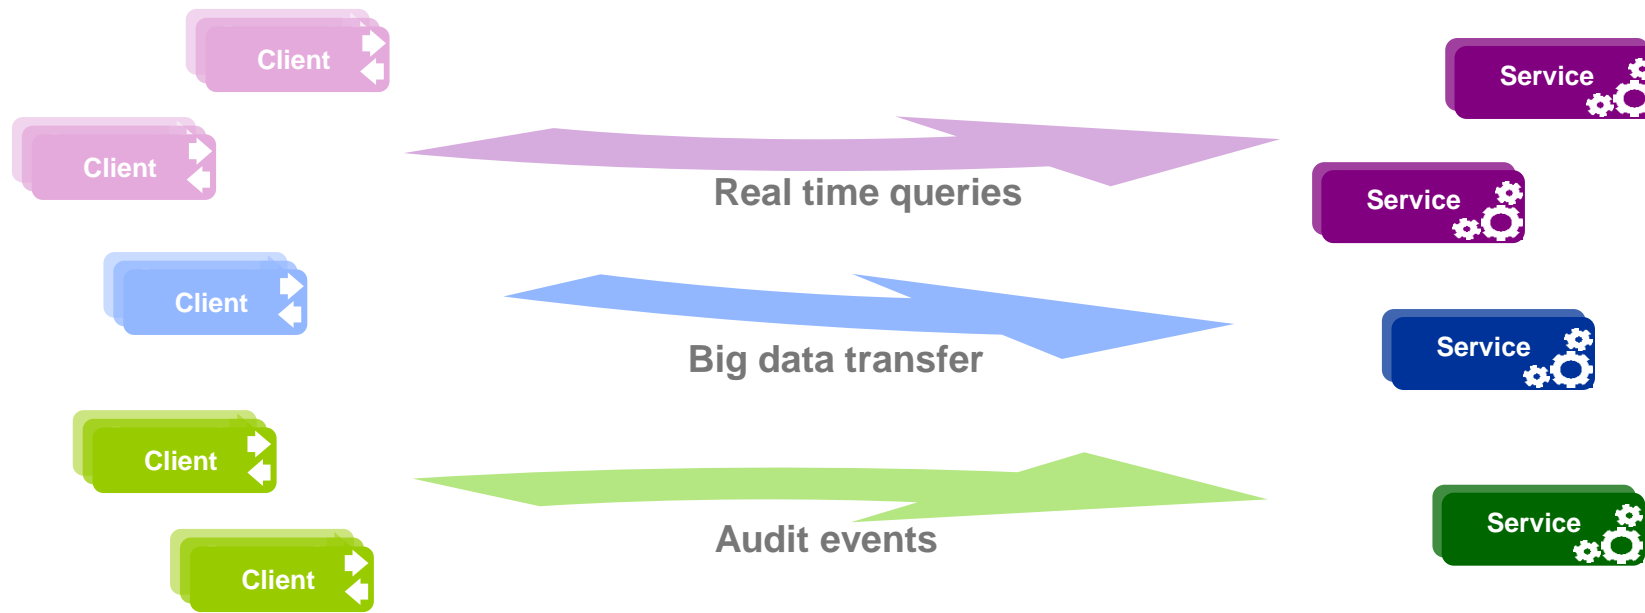 Client
Service
Client
Real time queries
Service
Client
Big data transfer
Service
Client
Audit events
Service
Client